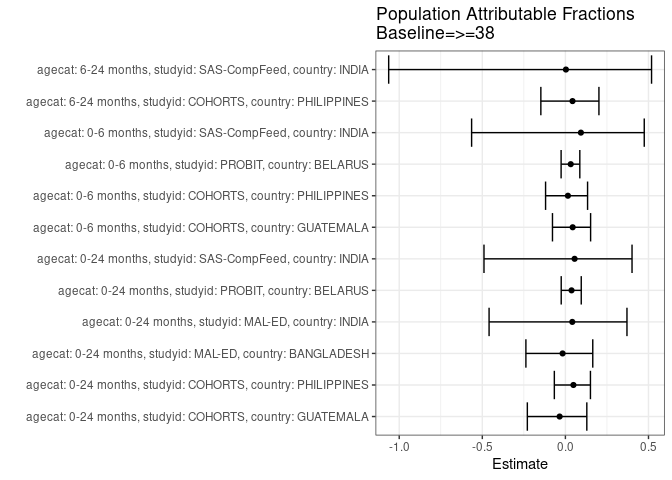 Population Attributable Fractions
Baseline=>=38
agecat: 6-24 months, studyid: SAS-CompFeed, country: INDIA
agecat: 6-24 months, studyid: COHORTS, country: PHILIPPINES
agecat: 0-6 months, studyid: SAS-CompFeed, country: INDIA
agecat: 0-6 months, studyid: PROBIT, country: BELARUS
agecat: 0-6 months, studyid: COHORTS, country: PHILIPPINES
agecat: 0-6 months, studyid: COHORTS, country: GUATEMALA
agecat: 0-24 months, studyid: SAS-CompFeed, country: INDIA
agecat: 0-24 months, studyid: PROBIT, country: BELARUS
agecat: 0-24 months, studyid: MAL-ED, country: INDIA
agecat: 0-24 months, studyid: MAL-ED, country: BANGLADESH
agecat: 0-24 months, studyid: COHORTS, country: PHILIPPINES
agecat: 0-24 months, studyid: COHORTS, country: GUATEMALA
-1.0 -0.5 0.0 0.5
Estimate